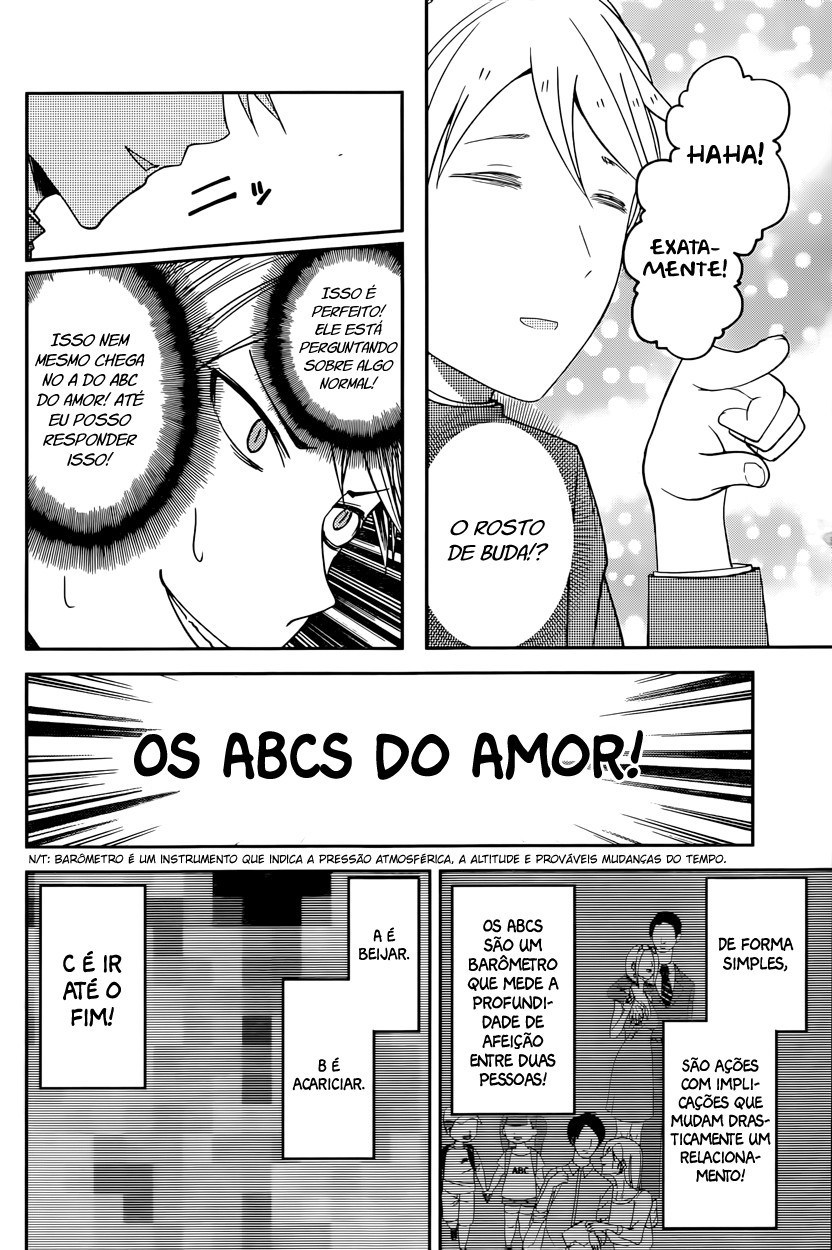 HAHA!
EXATA-
MENTE!
O ROSTO
DE BUDA!?
ニッ
ISSO É
PERFEITO!
ELE ESTÁ
PERGUNTANDO
SOBRE ALGO
NORMAL!
ISSO NEM
MESMO CHEGA
NO A DO ABC
DO AMOR! ATÉ
EU POSSO
RESPONDER
ISSO!
OS ABCS DO AMOR!
N/T: BARÔMETRO É UM INSTRUMENTO QUE INDICA A PRESSÃO ATMOSFÉRICA, A ALTITUDE E PROVÁVEIS MUDANÇAS DO TEMPO.
DE FORMA
SIMPLES,
SÃO AÇÕES
COM IMPLI-
CAÇÕES QUE
MUDAM DRAS-
TICAMENTE UM
RELACIONA-
MENTO!
OS ABCS
SÃO UM
BARÔMETRO
QUE MEDE A
PROFUNDI-
DADE DE
AFEIÇÃO
ENTRE DUAS
PESSOAS!
ABC
A É
BEIJAR.
B É
ACARICIAR.
C É IR
ATÉ O
FIM!